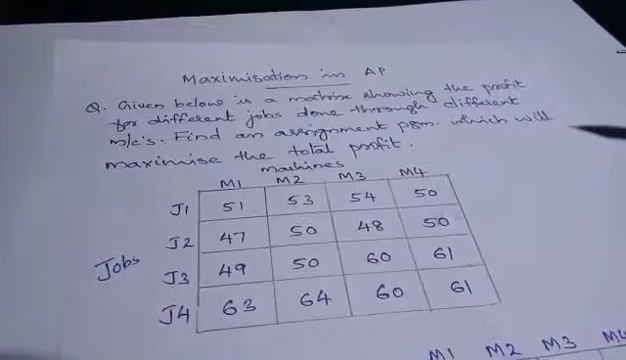 Maximisation in AP
Q. Given below is a matrix showing the profit
for different jobs done through different
m/c's. Find an assignment pbm. which will
maximise the total profit.
machines
M1 M2 M3 M4
J1 51 53 54 50
J2 47 50 48 50
Jobs
J3 49 50 60 61
J4 63 64 60 61
M1 M2 M3 M4